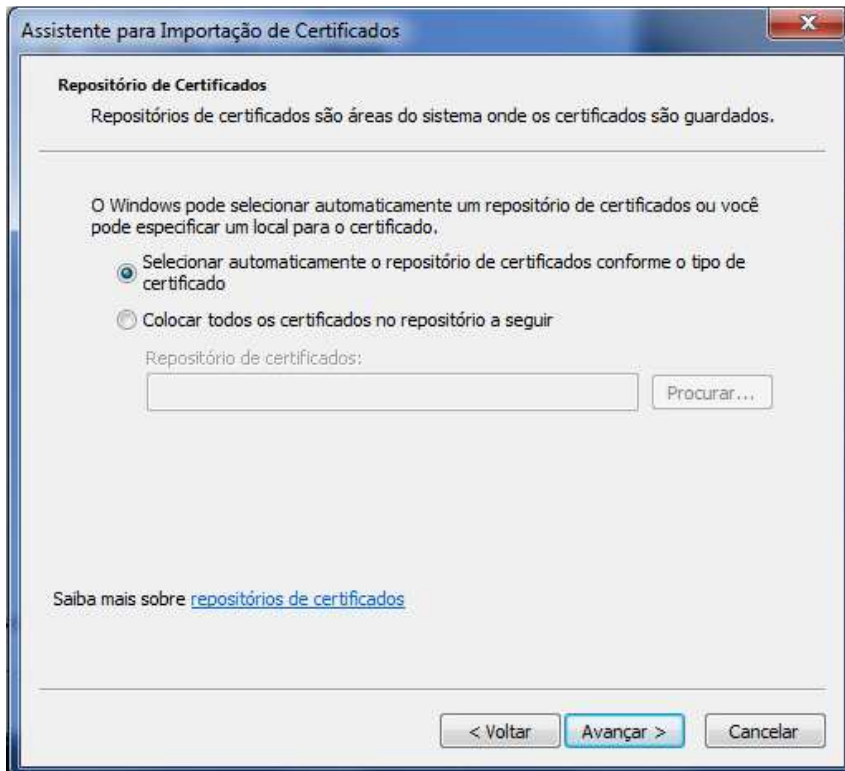 Assistente para Importação de Certificados
Repositório de Certificados
Repositórios de certificados são áreas do sistema onde os certificados são guardados.
O Windows pode selecionar automaticamente um repositório de certificados ou você
pode especificar um local para o certificado.
Selecionar automaticamente o repositório de certificados conforme o tipo de
certificado
Colocar todos os certificados no repositório a seguir
Repositório de certificados:
Procurar...
Saiba mais sobre repositórios de certificados
< Voltar
Avançar >
Cancelar